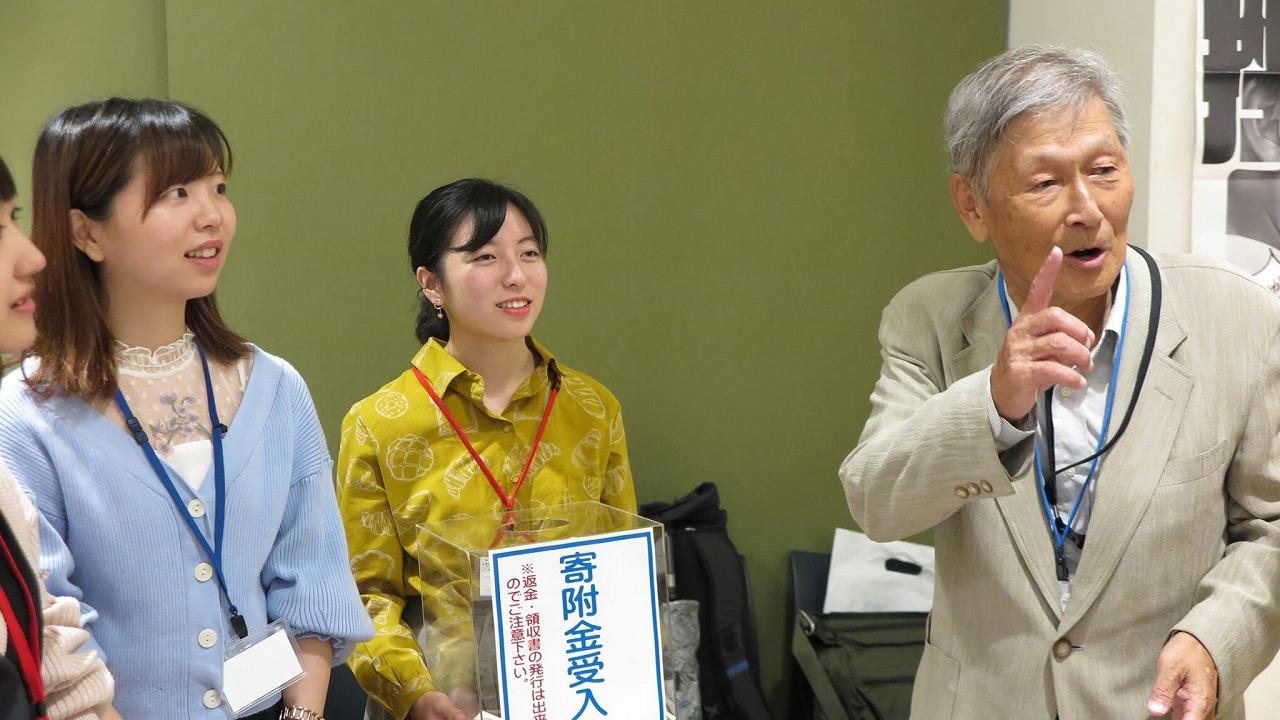 寄附金受入
※返金・領収書の発行は出来
のでご注意下さい。